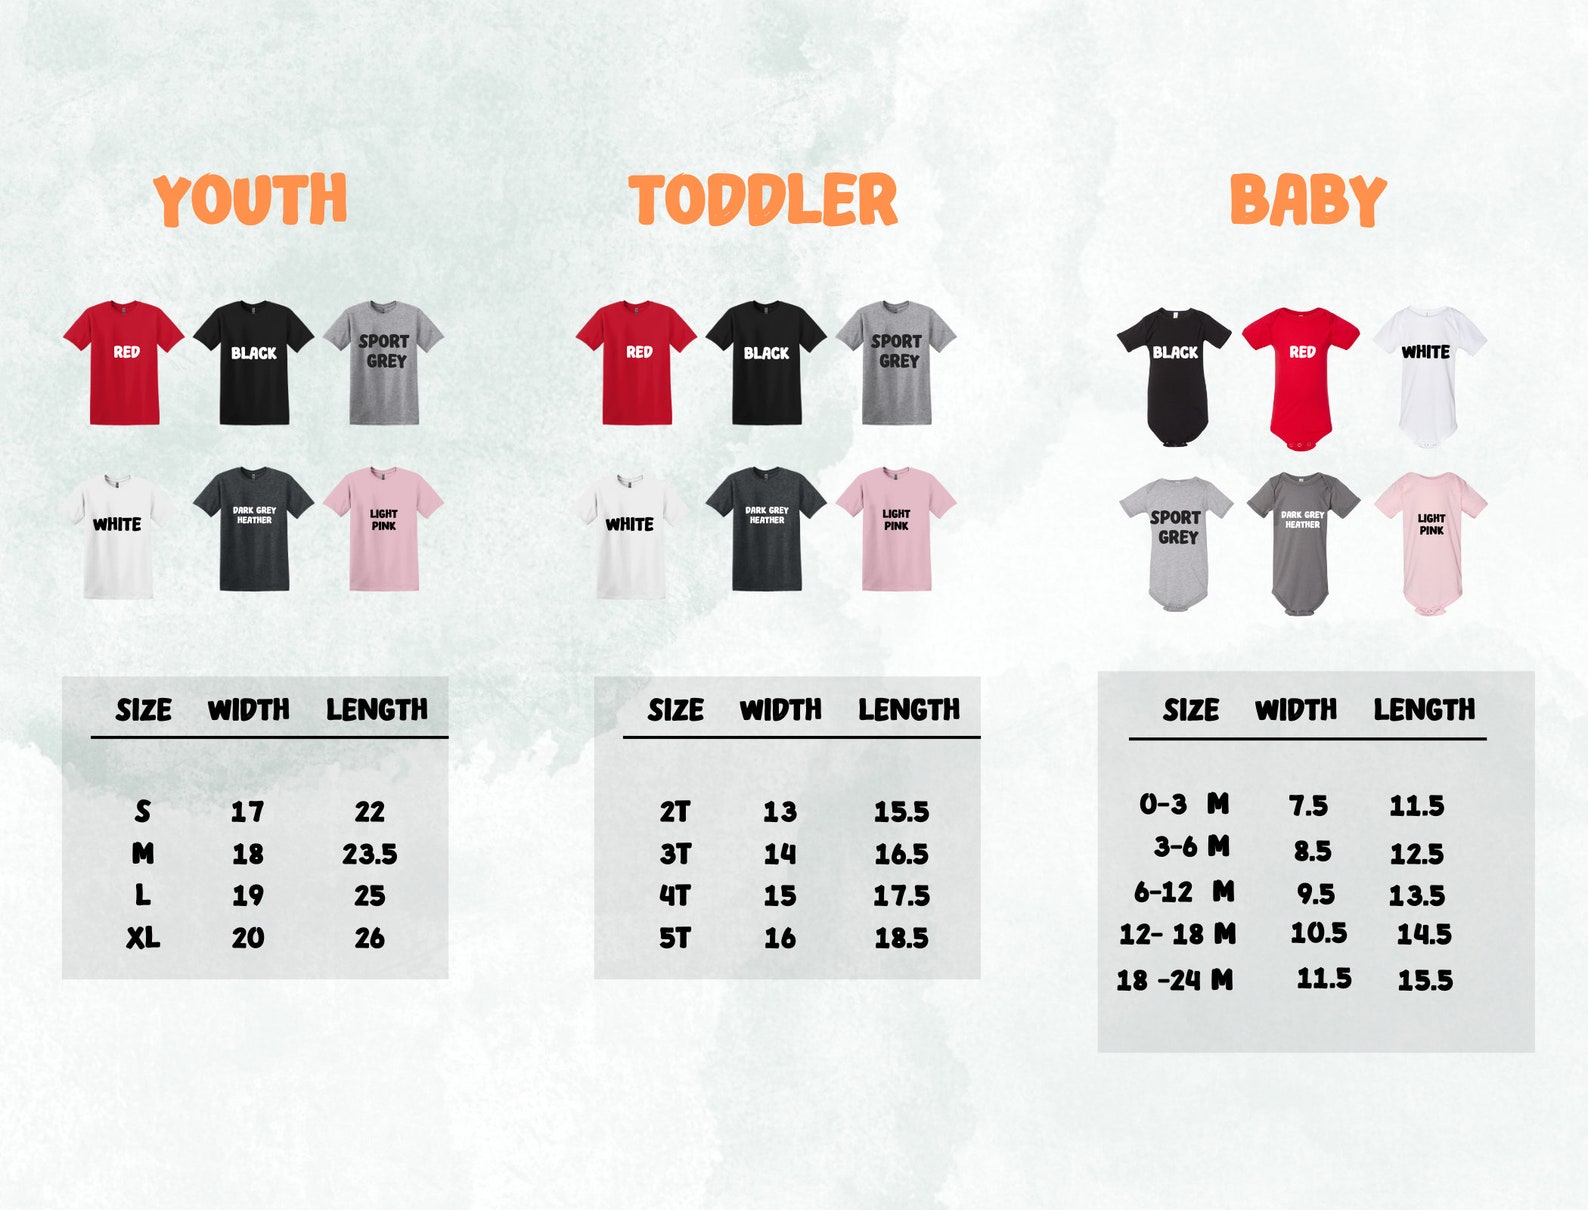 YOUTH
RED
BLACK
SPORT
GREY
WHITE
DARK GREY
HEATHER
LIGHT
PINK
SIZE WIDTH LENGTH
S 17 22
M 18 23.5
L 19 25
XL 20 26
TODDLER
RED
BLACK
SPORT
GREY
WHITE
DARK GREY
HEATHER
LIGHT
PINK
SIZE WIDTH LENGTH
2T 13 15.5
3T 14 16.5
4T 15 17.5
5T 16 18.5
BABY
BLACK
RED
WHITE
SPORT
GREY
DARK GREY
HEATHER
LIGHT
PINK
SIZE WIDTH LENGTH
0-3 M 7.5 11.5
3-6 M 8.5 12.5
6-12 M 9.5 13.5
12- 18 M 10.5 14.5
18 -24 M 11.5 15.5